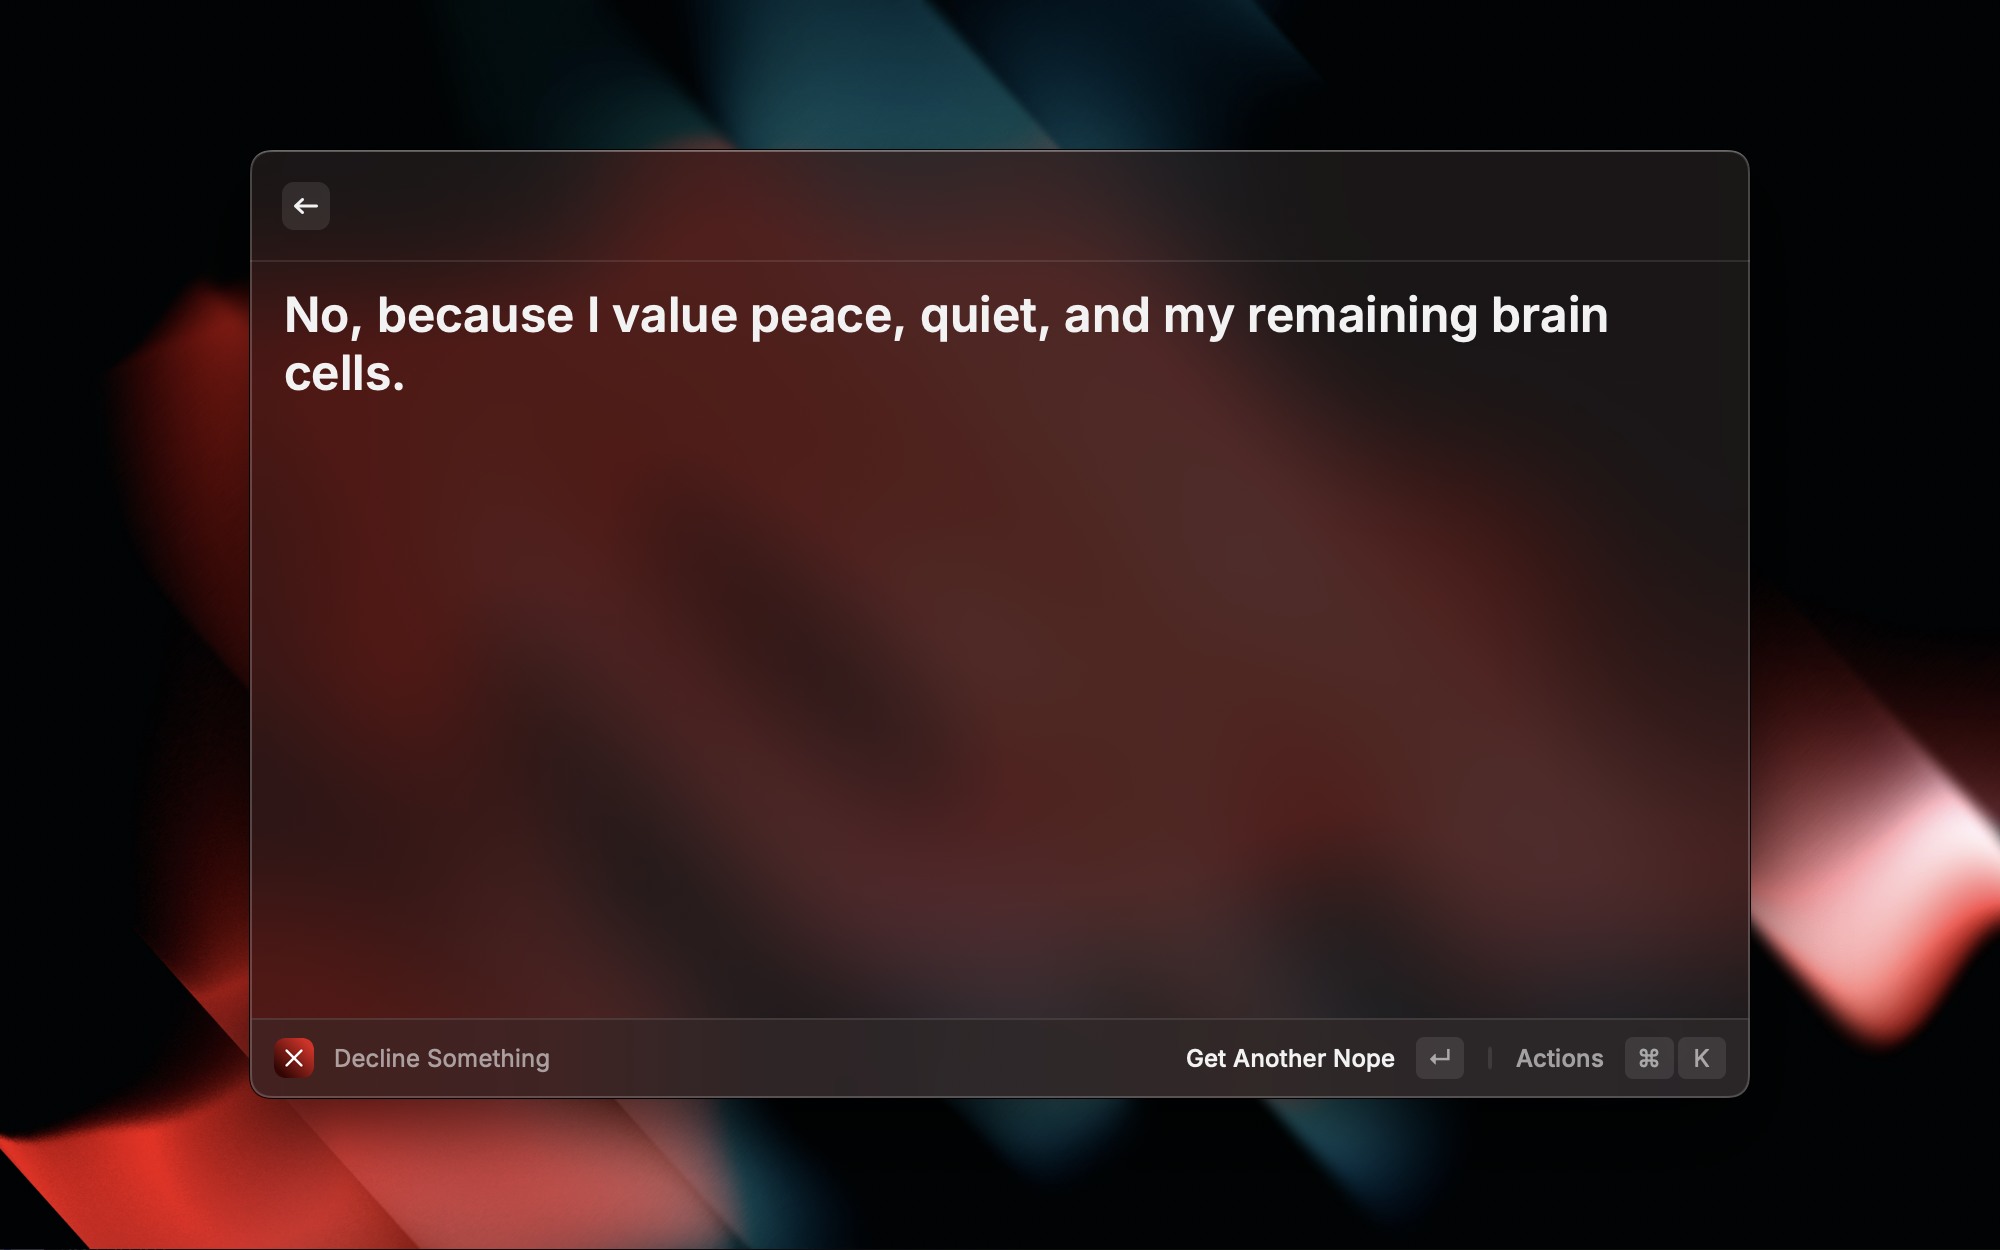 No, because I value peace, quiet, and my remaining brain
cells.
Decline Something
Get Another Nope
Actions ⌘ K